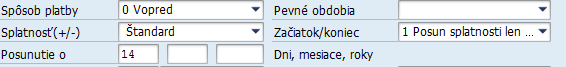 Spôsob platby 0 Vopred Pevné obdobia
Splatnosť(+/-) Štandard Začiatok/koniec 1 Posun splatnosti len ...
Posunutie o 14 Dni, mesiace, roky